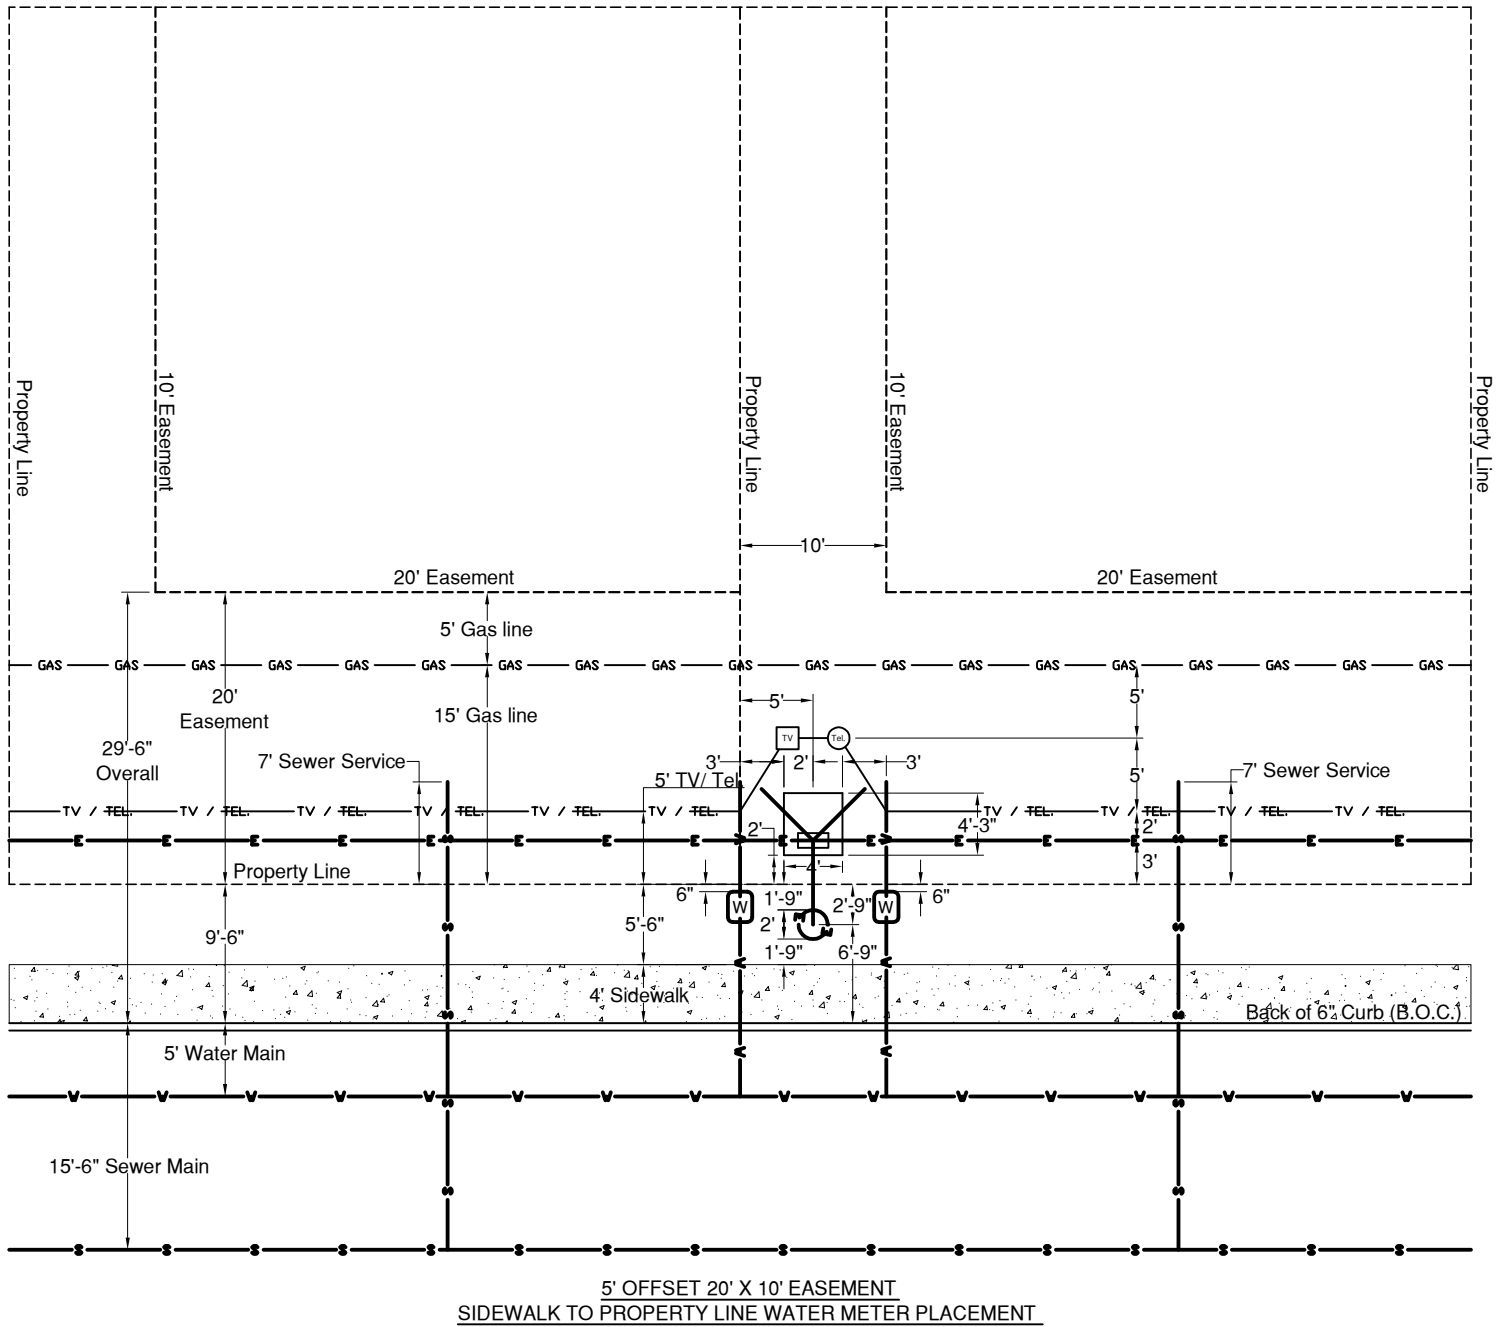 Property Line
10' Easement
Property Line
10' Easement
Property Line
10'
20' Easement
20' Easement
5' Gas line
GAS GAS GAS GAS GAS GAS GAS GAS GAS GAS GAS GAS GAS GAS GAS GAS GAS GAS GAS
20'
Easement
15' Gas line
5'
5'
29'-6"
Overall
TV
Tel.
7' Sewer Service
3'
2'
3'
5'
7' Sewer Service
5' TV/ Tel.
TV / TEL. TV / TEL. TV / TEL. TV / TEL. TV / TEL. TV / TEL. TV / TEL. TV / TEL. TV / TEL. TV / TEL.
4'-3"
2'
2'
E E E E E E E E E E E E E E
3'
4'
Property Line
6"
1'-9"
2'-9"
6"
W
W
5'-6"
2'
9'-6"
1'-9"
6'-9"
4' Sidewalk
Back of 6" Curb (B.O.C.)
5' Water Main
W W W W W W W W W W W W W W W W
15'-6" Sewer Main
S S S S S S S S S S S S S S S S
5' OFFSET 20' X 10' EASEMENT
SIDEWALK TO PROPERTY LINE WATER METER PLACEMENT